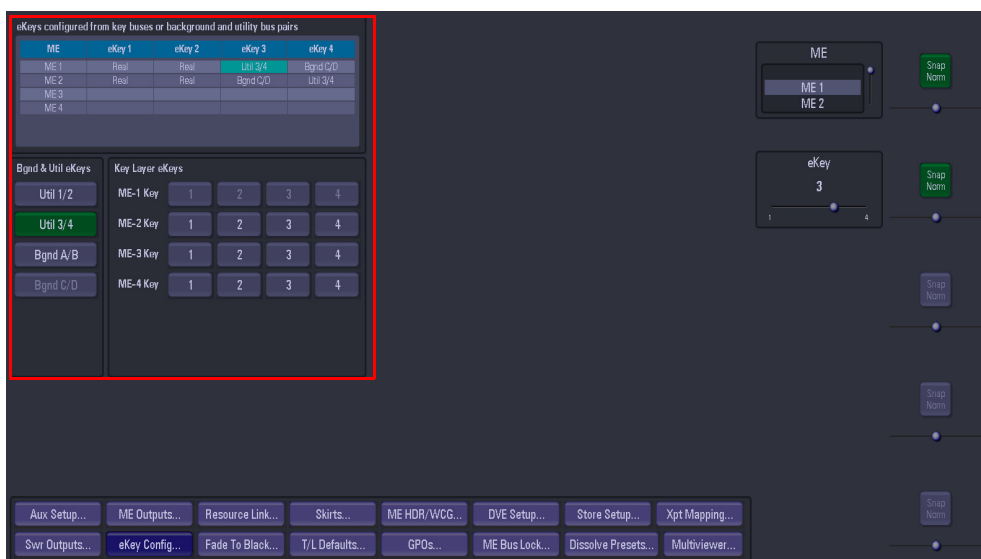 eKeys configured from key buses or background and utility bus pairs
ME eKey 1 eKey 2 eKey 3 eKey 4
ME 1 Real Real Util 3/4 Bgnd C/D
ME 2 Real Real Bgnd C/D Util 3/4
ME 3
ME 4
Bgnd & Util eKeys
Util 1/2
Util 3/4
Bgnd A/B
Bgnd C/D
Key Layer eKeys
ME-1 Key 1 2 3 4
ME-2 Key 1 2 3 4
ME-3 Key 1 2 3 4
ME-4 Key 1 2 3 4
ME
ME 1
ME 2
Snap
Norm
eKey
3
1 4
Snap
Norm
Snap
Norm
Snap
Norm
Snap
Norm
Aux Setup... ME Outputs... Resource Link... Skirts... ME HDR/WCG... DVE Setup... Store Setup... Xpt Mapping...
Swr Outputs... eKey Config... Fade To Black... T/L Defaults... GPOs... ME Bus Lock... Dissolve Presets... Multiviewer...